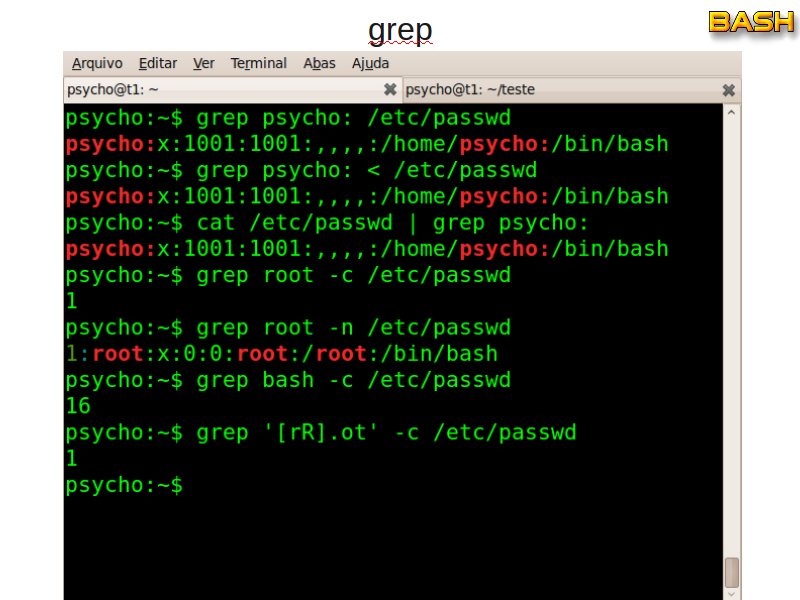 grep
BASH
Arquivo Editar Ver Terminal Abas Ajuda
psycho@t1: ~ psycho@t1: ~/teste
psycho:~$ grep psycho: /etc/passwd
psycho:x:1001:1001:,,,,:/home/psycho:/bin/bash
psycho:~$ grep psycho: < /etc/passwd
psycho:x:1001:1001:,,,,:/home/psycho:/bin/bash
psycho:~$ cat /etc/passwd | grep psycho:
psycho:x:1001:1001:,,,,:/home/psycho:/bin/bash
psycho:~$ grep root -c /etc/passwd
1
psycho:~$ grep root -n /etc/passwd
1:root:x:0:0:root:/root:/bin/bash
psycho:~$ grep bash -c /etc/passwd
16
psycho:~$ grep '[rR].ot' -c /etc/passwd
1
psycho:~$